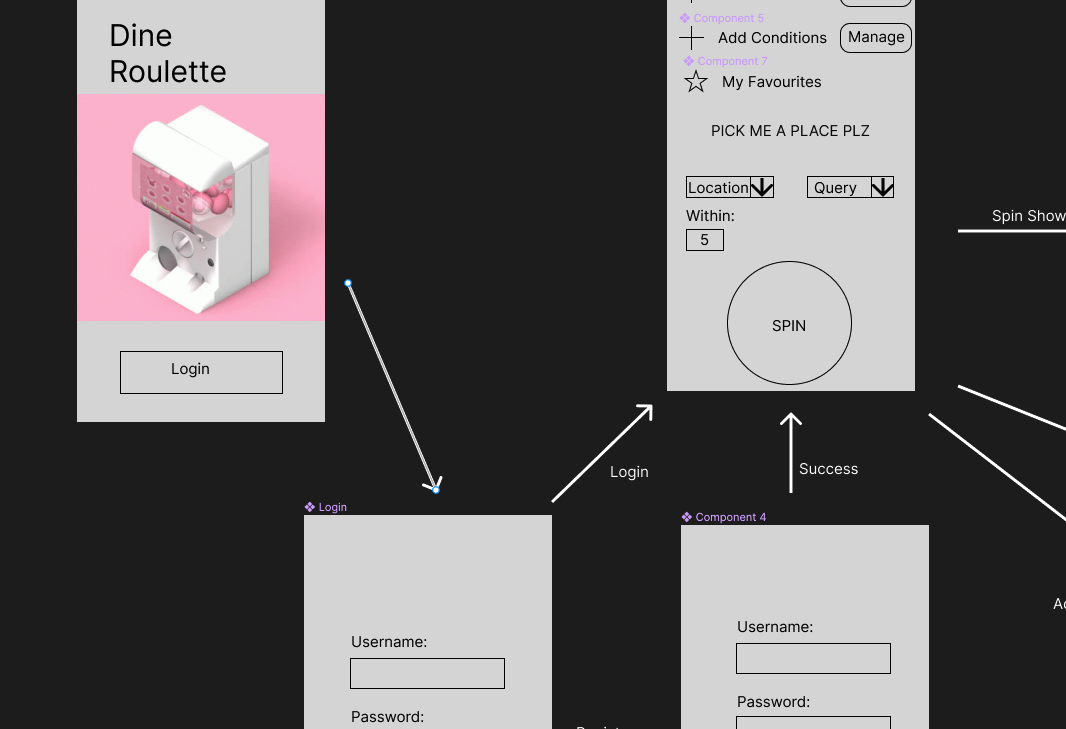 Dine
Roulette
Login
Component 5
Add Conditions
Manage
Component 7
My Favourites
PICK ME A PLACE PLZ
Location
Query
Within:
5
SPIN
Spin Show
Login
Success
Login
Username:
Password:
Component 4
Username:
Password: